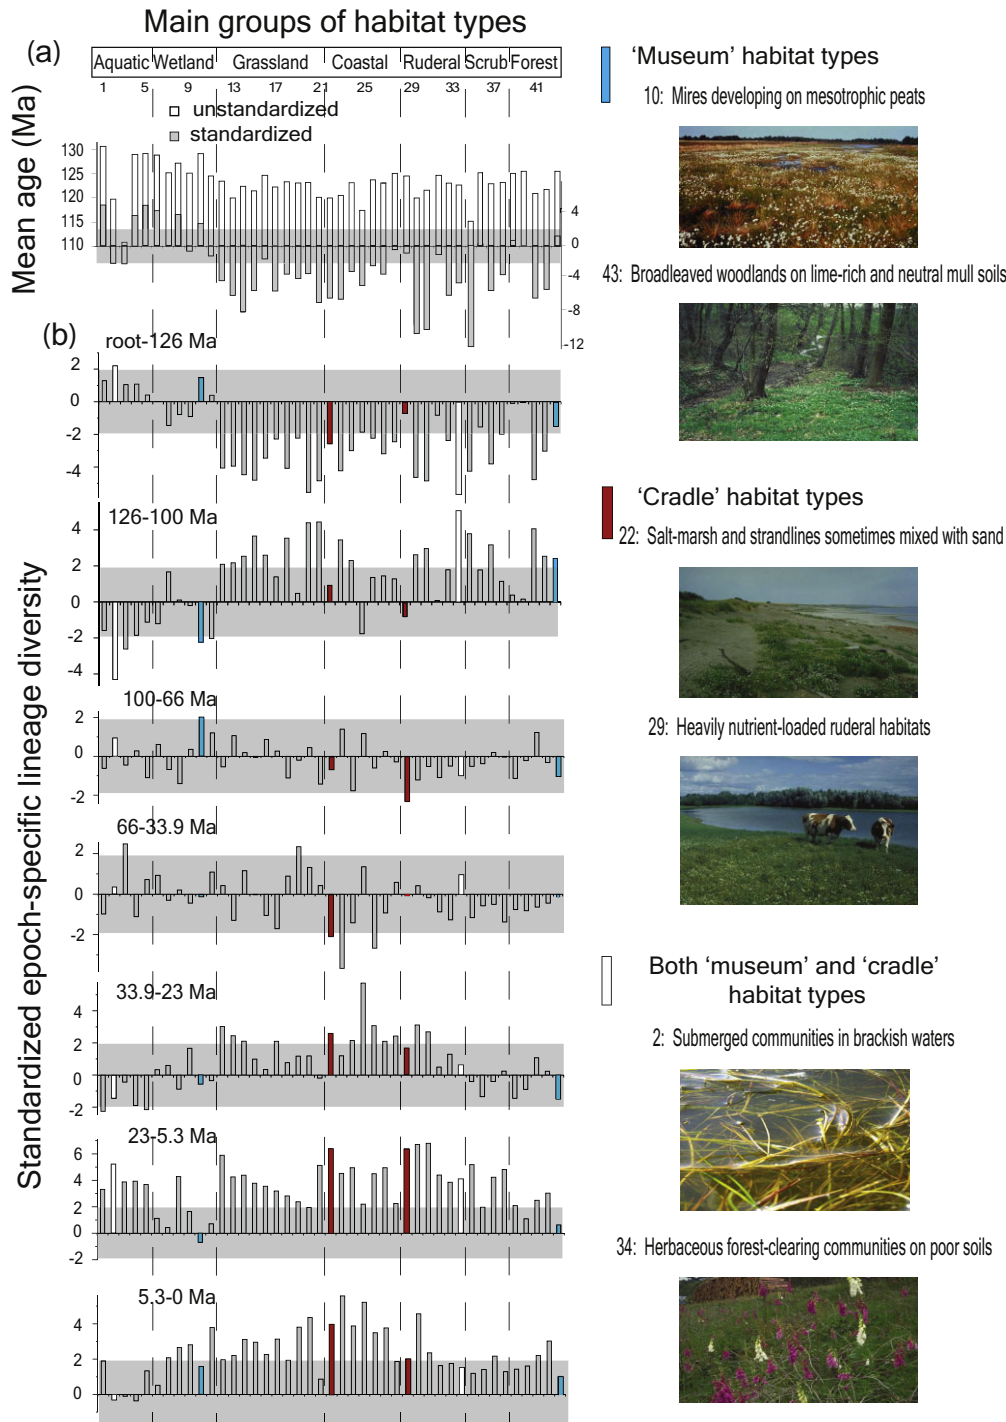 Main groups of habitat types
(a)
Aquatic Wetland Grassland Coastal Ruderal Scrub Forest
1 5 9 13 17 21 25 29 33 37 41
unstandardized
standardized
Mean age (Ma)
130
125
120
115
110
4
0
-4
-8
-12
(b)
Standardized epoch-specific lineage diversity
root-126 Ma
2
0
-2
-4
126-100 Ma
4
2
0
-2
-4
100-66 Ma
2
0
-2
66-33.9 Ma
2
0
-2
33.9-23 Ma
4
2
0
-2
23-5.3 Ma
6
4
2
0
-2
5.3-0 Ma
4
2
0
‘Museum’ habitat types
10: Mires developing on mesotrophic peats
43: Broadleaved woodlands on lime-rich and neutral mull soils
‘Cradle’ habitat types
22: Salt-marsh and strandlines sometimes mixed with sand
29: Heavily nutrient-loaded ruderal habitats
Both ‘museum’ and ‘cradle’
habitat types
2: Submerged communities in brackish waters
34: Herbaceous forest-clearing communities on poor soils